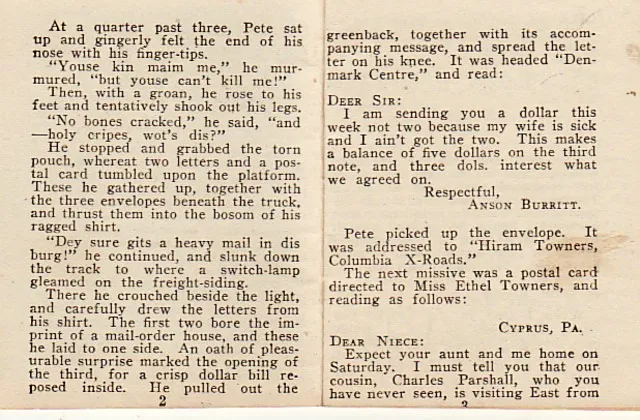 At a quarter past three, Pete sat
up and gingerly felt the end of his
nose with his finger-tips.
"Youse kin maim me," he mur-
mured, "but youse can't kill me!"
Then, with a groan, he rose to his
feet and tentatively shook out his legs.
"No bones cracked," he said, "and
—holy cripes, wot's dis?"
He stopped and grabbed the torn
pouch, whereat two letters and a pos-
tal card tumbled upon the platform.
These he gathered up, together with
the three envelopes beneath the truck,
and thrust them into the bosom of his
ragged shirt.
"Dey sure gits a heavy mail in dis
burg!" he continued, and slunk down
the track to where a switch-lamp
gleamed on the freight-siding.
There he crouched beside the light,
and carefully drew the letters from
his shirt. The first two bore the im-
print of a mail-order house, and these
he laid to one side. An oath of pleas-
urable surprise marked the opening of
the third, for a crisp dollar bill re-
posed inside. He pulled out the
2
greenback, together with its accom-
panying message, and spread the let-
ter on his knee. It was headed "Den-
mark Centre," and read:
DEER SIR:
I am sending you a dollar this
week not two because my wife is sick
and I ain't got the two. This makes
a balance of five dollars on the third
note, and three dols. interest what
we agreed on.
Respectful,
ANSON BURRITT.
Pete picked up the envelope. It
was addressed to "Hiram Towners,
Columbia X-Roads."
The next missive was a postal card
directed to Miss Ethel Towners, and
reading as follows:
CYPRUS, PA.
DEAR NIECE:
Expect your aunt and me home on
Saturday. I must tell you that our
cousin, Charles Parshall, who you
have never seen, is visiting East from